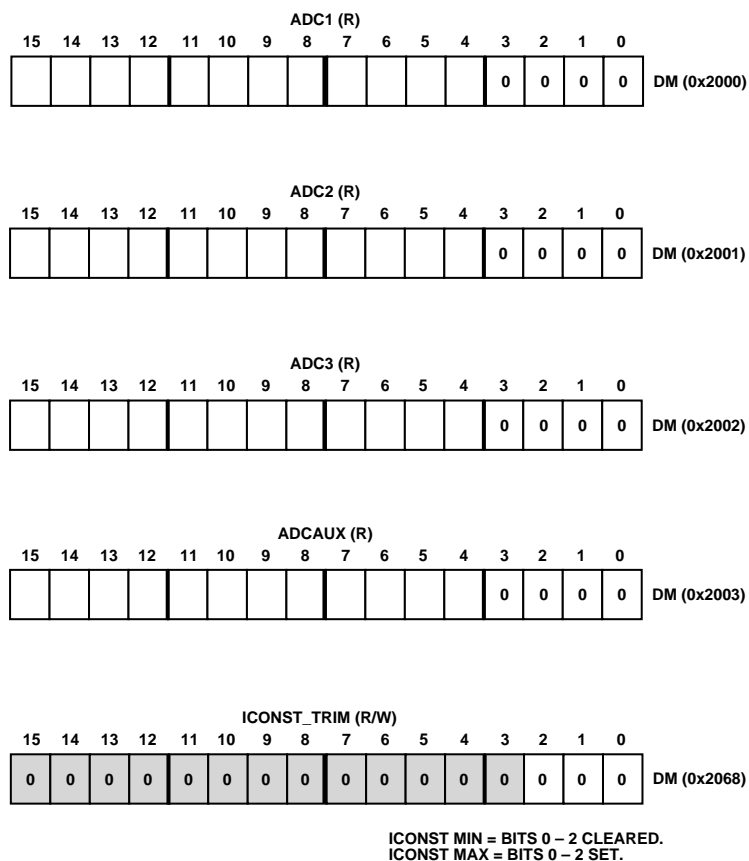 ADC1 (R)
15 14 13 12 11 10 9 8 7 6 5 4 3 2 1 0
0 0 0 0 DM (0x2000)
ADC2 (R)
15 14 13 12 11 10 9 8 7 6 5 4 3 2 1 0
0 0 0 0 DM (0x2001)
ADC3 (R)
15 14 13 12 11 10 9 8 7 6 5 4 3 2 1 0
0 0 0 0 DM (0x2002)
ADCAUX (R)
15 14 13 12 11 10 9 8 7 6 5 4 3 2 1 0
0 0 0 0 DM (0x2003)
ICONST_TRIM (R/W)
15 14 13 12 11 10 9 8 7 6 5 4 3 2 1 0
0 0 0 0 0 0 0 0 0 0 0 0 0 0 0 0 DM (0x2068)
ICONST MIN = BITS 0 – 2 CLEARED.
ICONST MAX = BITS 0 – 2 SET.